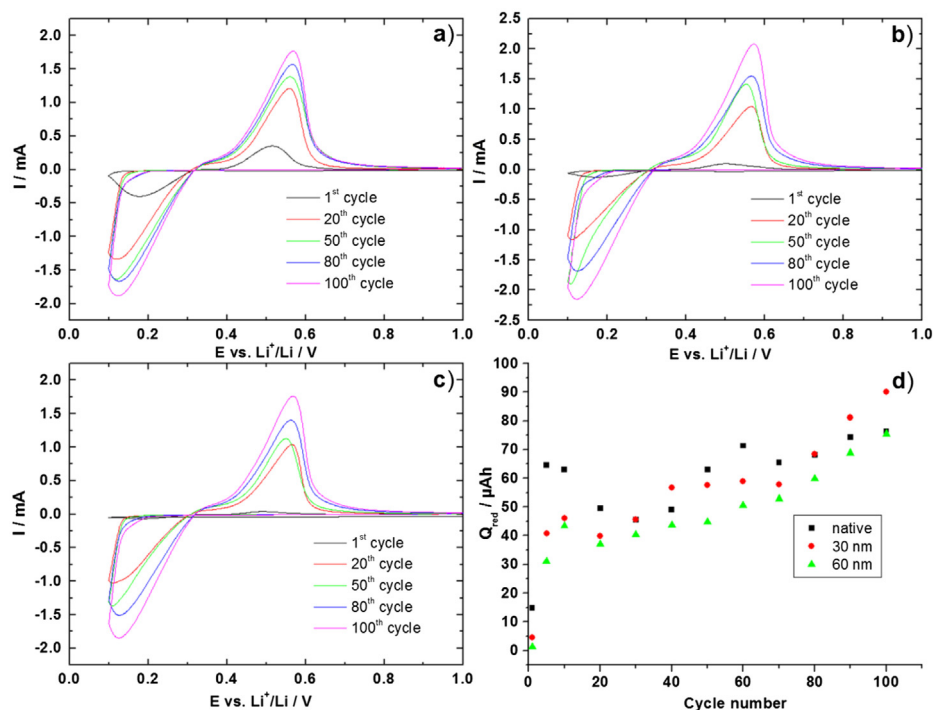 a)
2.0
1.5
1.0
0.5
0.0
-0.5
-1.0
-1.5
-2.0
I / mA
1st cycle
20th cycle
50th cycle
80th cycle
100th cycle
0.0 0.2 0.4 0.6 0.8 1.0
E vs. Li+/Li / V
b)
2.5
2.0
1.5
1.0
0.5
0.0
-0.5
-1.0
-1.5
-2.0
-2.5
I / mA
1st cycle
20th cycle
50th cycle
80th cycle
100th cycle
0.0 0.2 0.4 0.6 0.8 1.0
E vs. Li+/Li / V
c)
2.0
1.5
1.0
0.5
0.0
-0.5
-1.0
-1.5
-2.0
I / mA
1st cycle
20th cycle
50th cycle
80th cycle
100th cycle
0.0 0.2 0.4 0.6 0.8 1.0
E vs. Li+/Li / V
d)
100
90
80
70
60
50
40
30
20
10
0
Qred / µAh
native
30 nm
60 nm
0 20 40 60 80 100
Cycle number